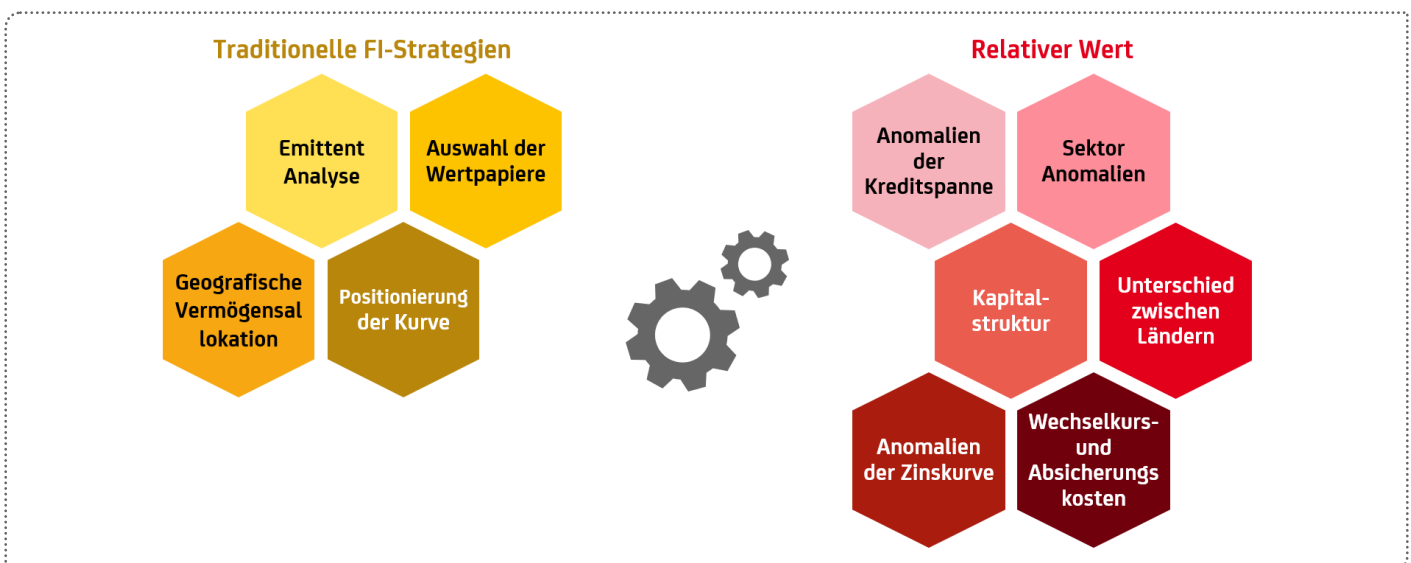 Traditionelle FI-Strategien
Emittent
Analyse
Auswahl der
Wertpapiere
Geografische
Vermögensal
lokation
Positionierung
der Kurve
Relativer Wert
Anomalien
der
Kreditspanne
Sektor
Anomalien
Kapital-
struktur
Unterschied
zwischen
Ländern
Anomalien
der Zinskurve
Wechselkurs-
und
Absicherungs
kosten